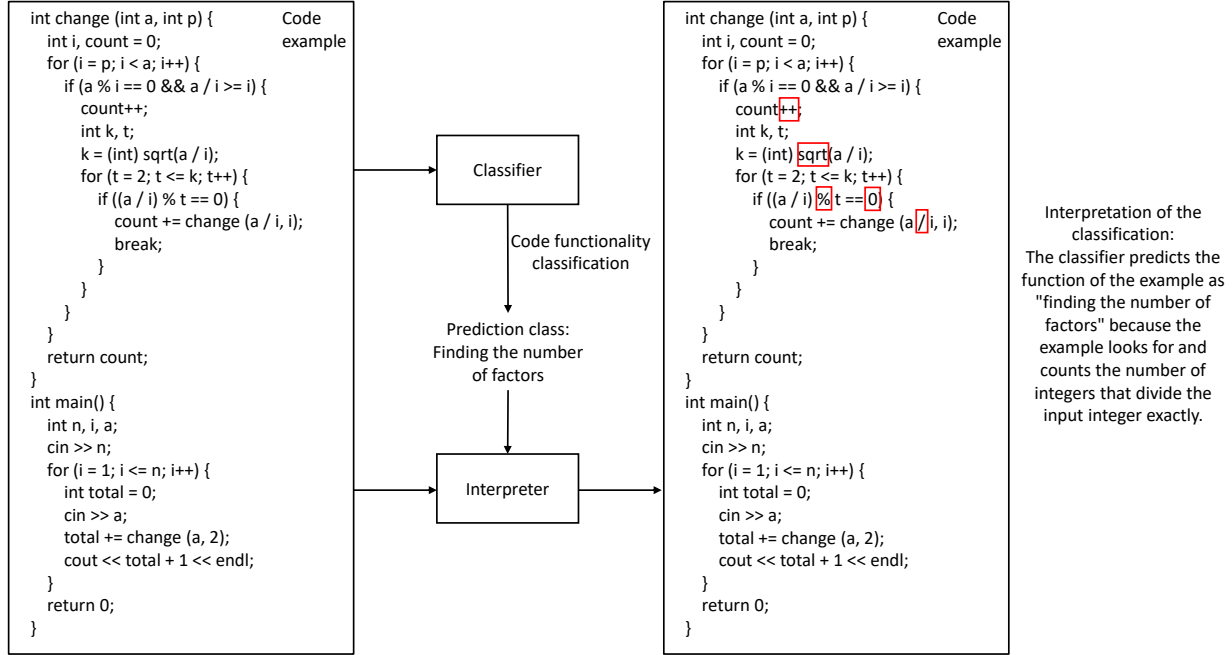 int change (int a, int p) {
Code
example
int i, count = 0;
for (i = p; i < a; i++) {
if (a % i == 0 && a / i >= i) {
count++;
int k, t;
k = (int) sqrt(a / i);
for (t = 2; t <= k; t++) {
if ((a / i) % t == 0) {
count += change (a / i, i);
break;
}
}
}
}
return count;
}
int main() {
int n, i, a;
cin >> n;
for (i = 1; i <= n; i++) {
int total = 0;
cin >> a;
total += change (a, 2);
cout << total + 1 << endl;
}
return 0;
}
Classifier
Code functionality
classification
Prediction class:
Finding the number
of factors
Interpreter
int change (int a, int p) {
Code
example
int i, count = 0;
for (i = p; i < a; i++) {
if (a % i == 0 && a / i >= i) {
count++;
int k, t;
k = (int) sqrt(a / i);
for (t = 2; t <= k; t++) {
if ((a / i) % t == 0) {
count += change (a / i, i);
break;
}
}
}
}
return count;
}
int main() {
int n, i, a;
cin >> n;
for (i = 1; i <= n; i++) {
int total = 0;
cin >> a;
total += change (a, 2);
cout << total + 1 << endl;
}
return 0;
}
Interpretation of the
classification:
The classifier predicts the
function of the example as
"finding the number of
factors" because the
example looks for and
counts the number of
integers that divide the
input integer exactly.